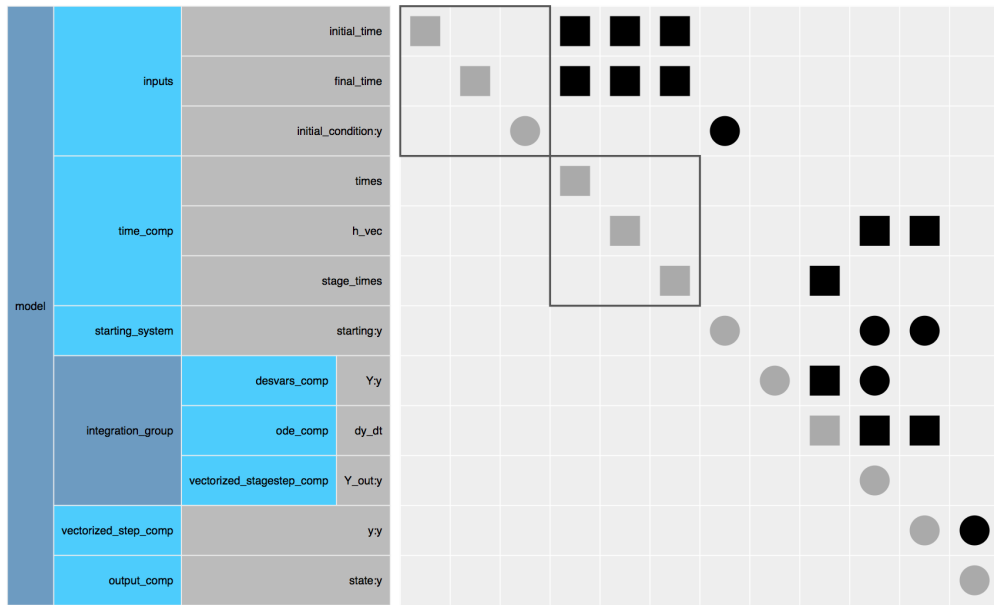 model
inputs
initial_time
final_time
initial_condition:y
time_comp
times
h_vec
stage_times
starting_system
starting:y
integration_group
desvars_comp
Y:y
ode_comp
dy_dt
vectorized_stagestep_comp
Y_out:y
vectorized_step_comp
y:y
output_comp
state:y